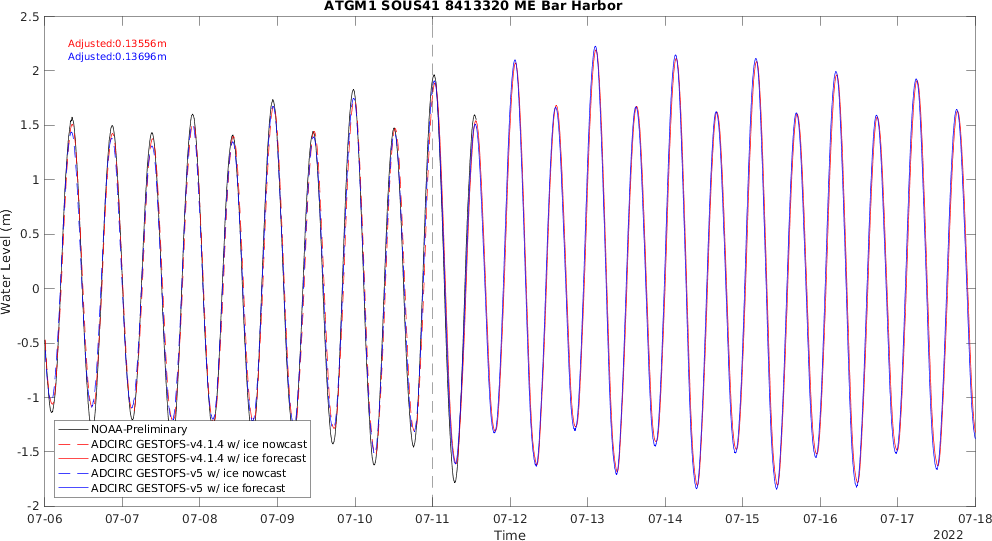 ATGM1 SOUS41 8413320 ME Bar Harbor
2.5
2
1.5
1
0.5
0
-0.5
-1
-1.5
-2
Water Level (m)
Adjusted:0.13556m
Adjusted:0.13696m
NOAA-Preliminary
ADCIRC GESTOFS-v4.1.4 w/ ice nowcast
ADCIRC GESTOFS-v4.1.4 w/ ice forecast
ADCIRC GESTOFS-v5 w/ ice nowcast
ADCIRC GESTOFS-v5 w/ ice forecast
07-06 07-07 07-08 07-09 07-10 07-11 07-12 07-13 07-14 07-15 07-16 07-17 07-18
Time
2022